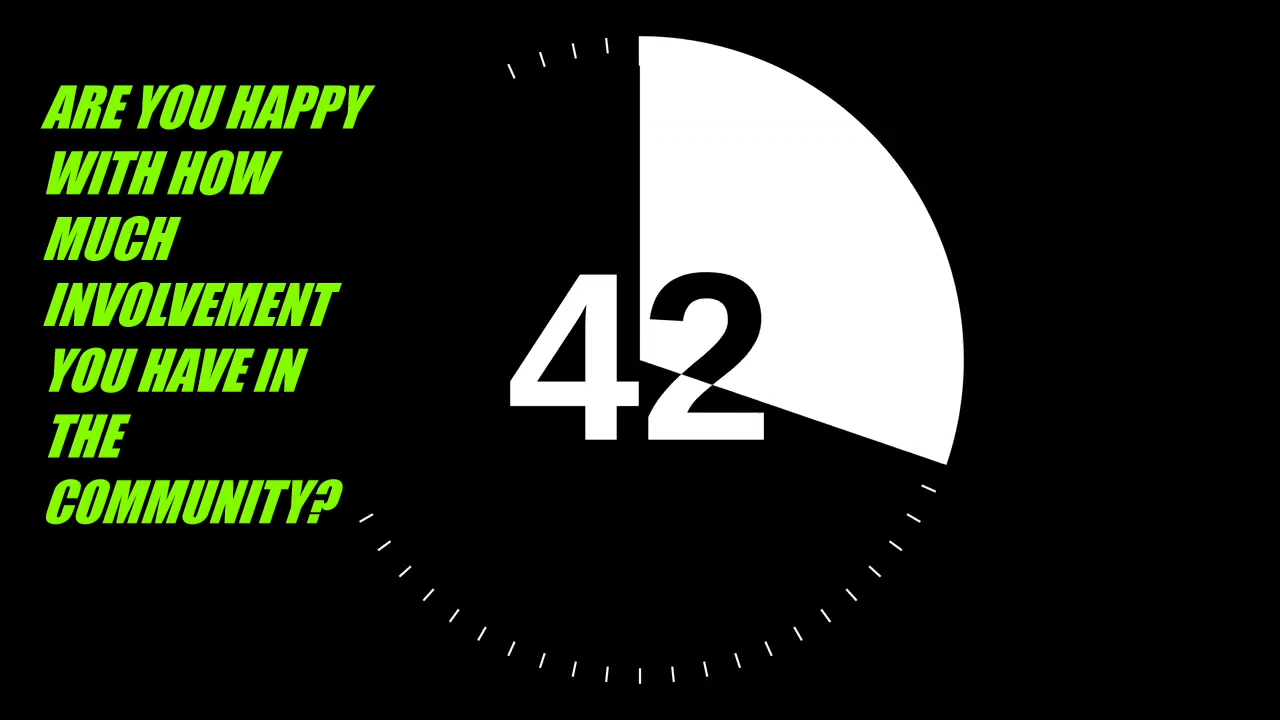 ARE YOU HAPPY
WITH HOW
MUCH
INVOLVEMENT
YOU HAVE IN
THE
COMMUNITY?
42